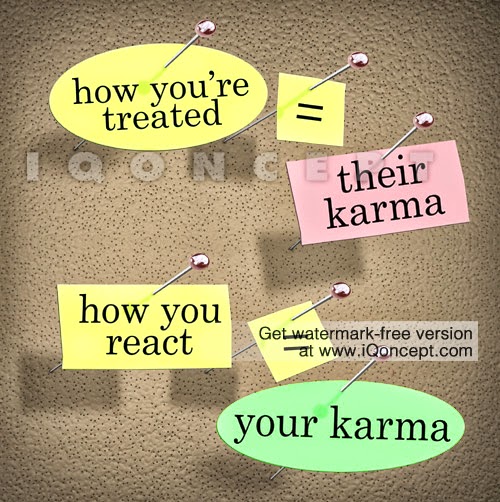 how you're
treated
=
IQONCEPT
their
karma
how you
react
=
Get watermark-free version
at www.iQoncept.com
your karma